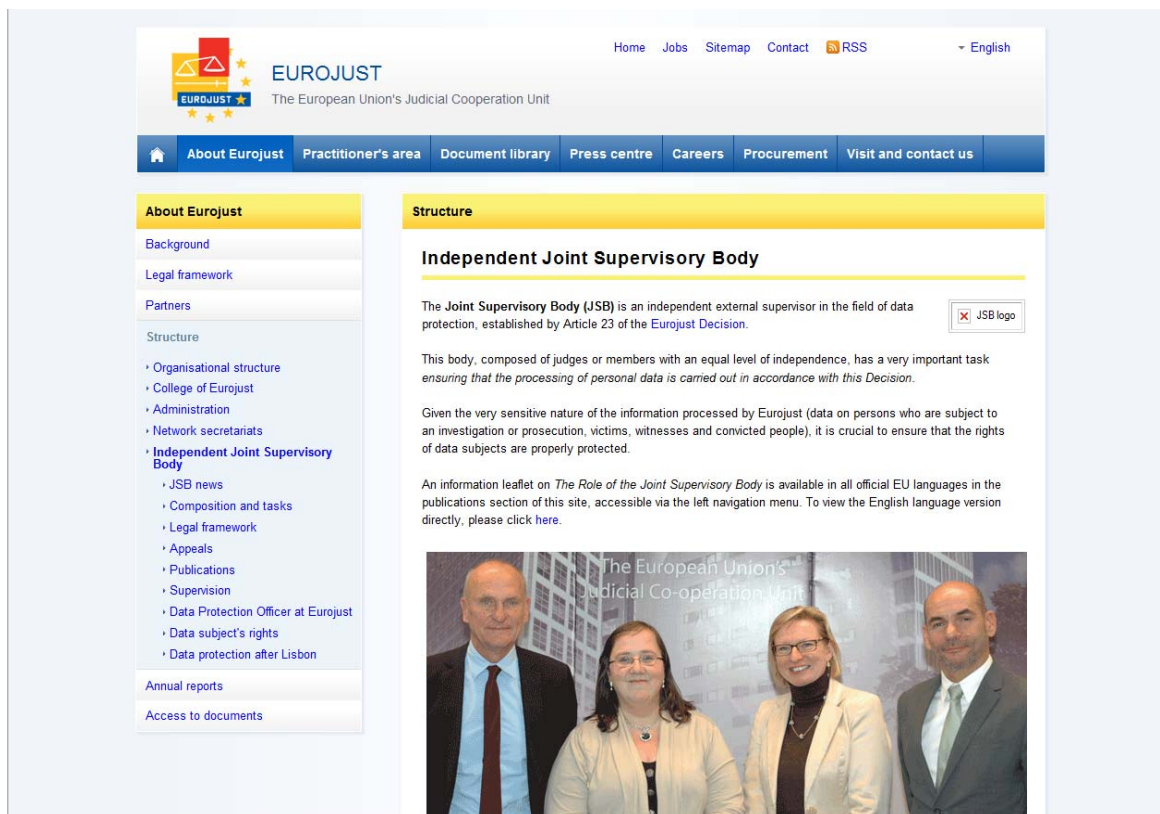 Home Jobs Sitemap Contact RSS English
EUROJUST
EUROJUST
The European Union's Judicial Cooperation Unit
About Eurojust Practitioner's area Document library Press centre Careers Procurement Visit and contact us
About Eurojust
Background
Legal framework
Partners
Structure
Organisational structure
College of Eurojust
Administration
Network secretariats
Independent Joint Supervisory
Body
JSB news
Composition and tasks
Legal framework
Appeals
Publications
Supervision
Data Protection Officer at Eurojust
Data subject's rights
Data protection after Lisbon
Annual reports
Access to documents
Structure
Independent Joint Supervisory Body
The Joint Supervisory Body (JSB) is an independent external supervisor in the field of data
protection, established by Article 23 of the Eurojust Decision.
JSB logo
This body, composed of judges or members with an equal level of independence, has a very important task
ensuring that the processing of personal data is carried out in accordance with this Decision.
Given the very sensitive nature of the information processed by Eurojust (data on persons who are subject to
an investigation or prosecution, victims, witnesses and convicted people), it is crucial to ensure that the rights
of data subjects are properly protected.
An information leaflet on The Role of the Joint Supervisory Body is available in all official EU languages in the
publications section of this site, accessible via the left navigation menu. To view the English language version
directly, please click here.
The European Union's
Judicial Co-operation Unit